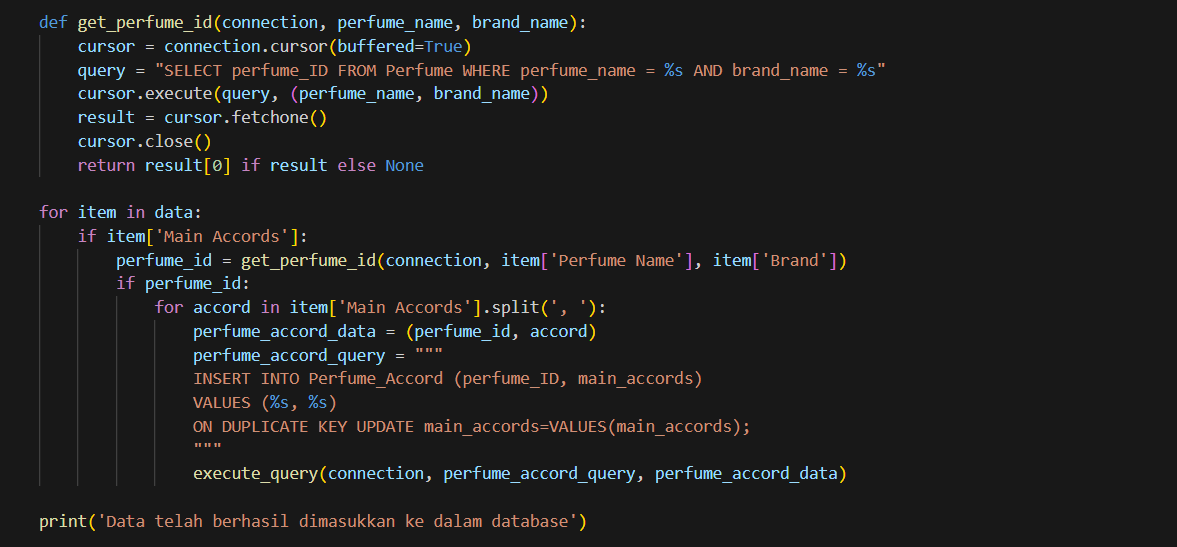 def get_perfume_id(connection, perfume_name, brand_name):
    cursor = connection.cursor(buffered=True)
    query = "SELECT perfume_ID FROM Perfume WHERE perfume_name = %s AND brand_name = %s"
    cursor.execute(query, (perfume_name, brand_name))
    result = cursor.fetchone()
    cursor.close()
    return result[0] if result else None

for item in data:
    if item['Main Accords']:
        perfume_id = get_perfume_id(connection, item['Perfume Name'], item['Brand'])
        if perfume_id:
            for accord in item['Main Accords'].split(', '):
                perfume_accord_data = (perfume_id, accord)
                perfume_accord_query = """
                INSERT INTO Perfume_Accord (perfume_ID, main_accords)
                VALUES (%s, %s)
                ON DUPLICATE KEY UPDATE main_accords=VALUES(main_accords);
                """
                execute_query(connection, perfume_accord_query, perfume_accord_data)

print('Data telah berhasil dimasukkan ke dalam database')